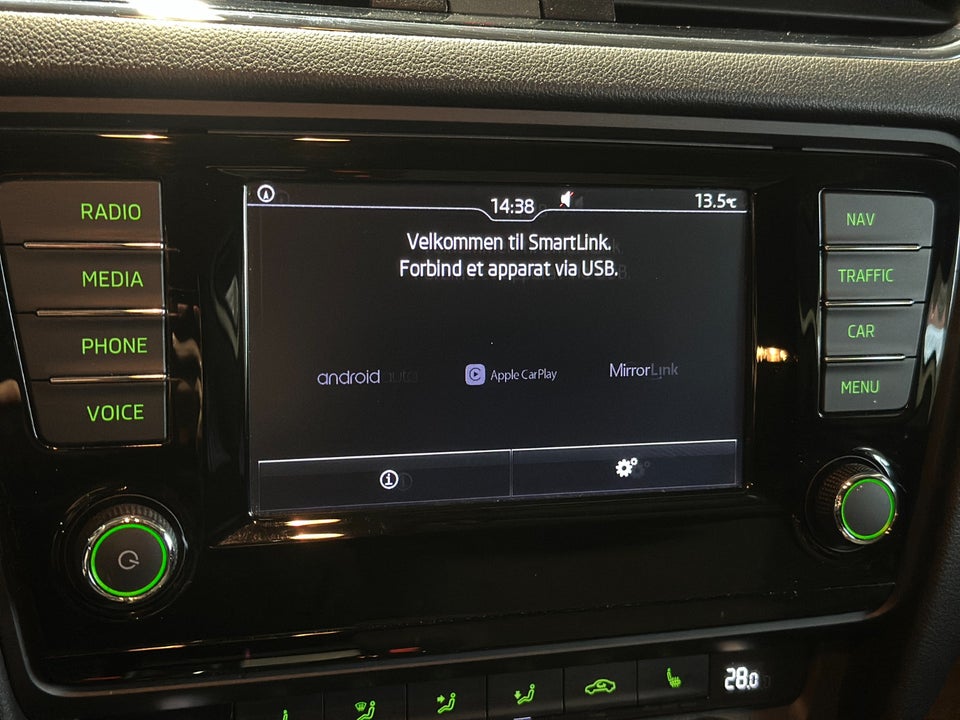 RADIO
MEDIA
PHONE
VOICE
14:38
13.5°C
Velkommen til SmartLink.
Forbind et apparat via USB.
android auto
Apple CarPlay
MirrorLink
NAV
TRAFFIC
CAR
MENU
28.0